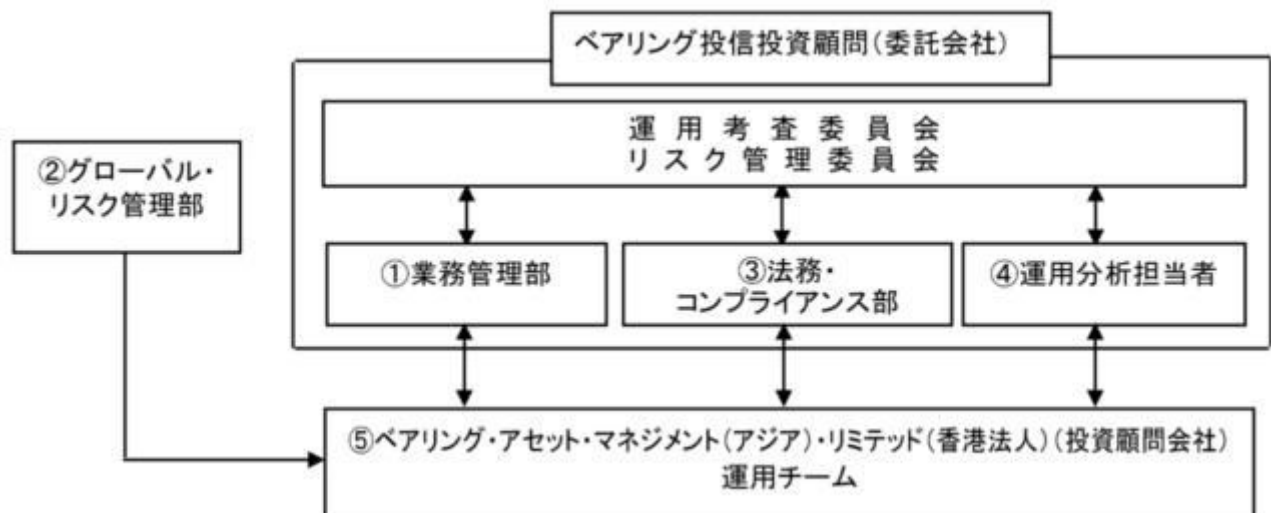 ベアリング投信投資顧問(委託会社)
運用考査委員会
リスク管理委員会
②グローバル・
リスク管理部
①業務管理部
③法務・
コンプライアンス部
④運用分析担当者
⑤ベアリング・アセット・マネジメント(アジア)・リミテッド(香港法人)(投資顧問会社)
運用チーム